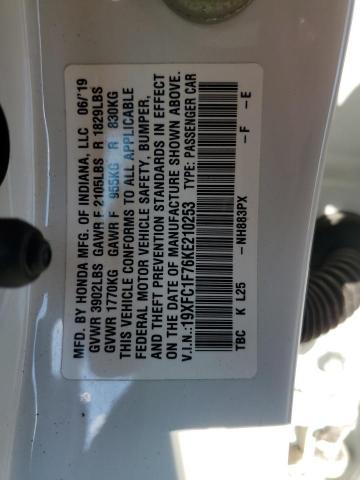 MFD. BY HONDA MFG. OF INDIANA, LLC 06/'19
GVWR 3902LBS GAWR F 2105LBS R 1829LBS
GVWR 1770KG GAWR F 955KG R 830KG
THIS VEHICLE CONFORMS TO ALL APPLICABLE
FEDERAL MOTOR VEHICLE SAFETY, BUMPER,
AND THEFT PREVENTION STANDARDS IN EFFECT
ON THE DATE OF MANUFACTURE SHOWN ABOVE.
V.I.N.:19XFC1F76KE210253 TYPE: PASSENGER CAR
TBC K L25 -NH883PX -F -E